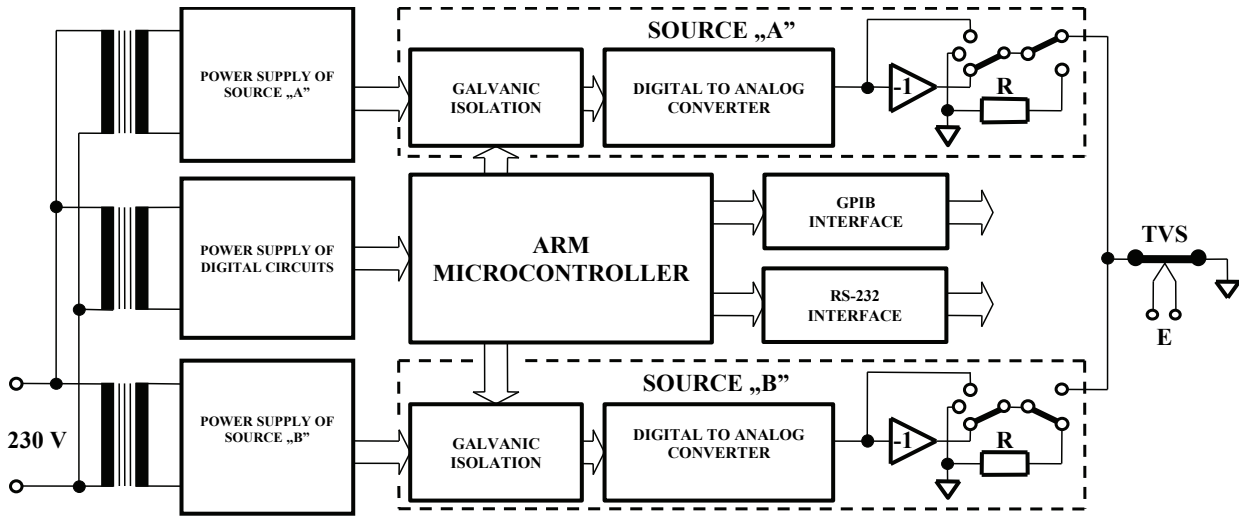 SOURCE „A”
POWER SUPPLY OF
SOURCE „A”
GALVANIC
ISOLATION
DIGITAL TO ANALOG
CONVERTER
-1
R
POWER SUPPLY OF
DIGITAL CIRCUITS
ARM
MICROCONTROLLER
GPIB
INTERFACE
RS-232
INTERFACE
TVS
E
230 V
SOURCE „B”
POWER SUPPLY OF
SOURCE „B”
GALVANIC
ISOLATION
DIGITAL TO ANALOG
CONVERTER
-1
R